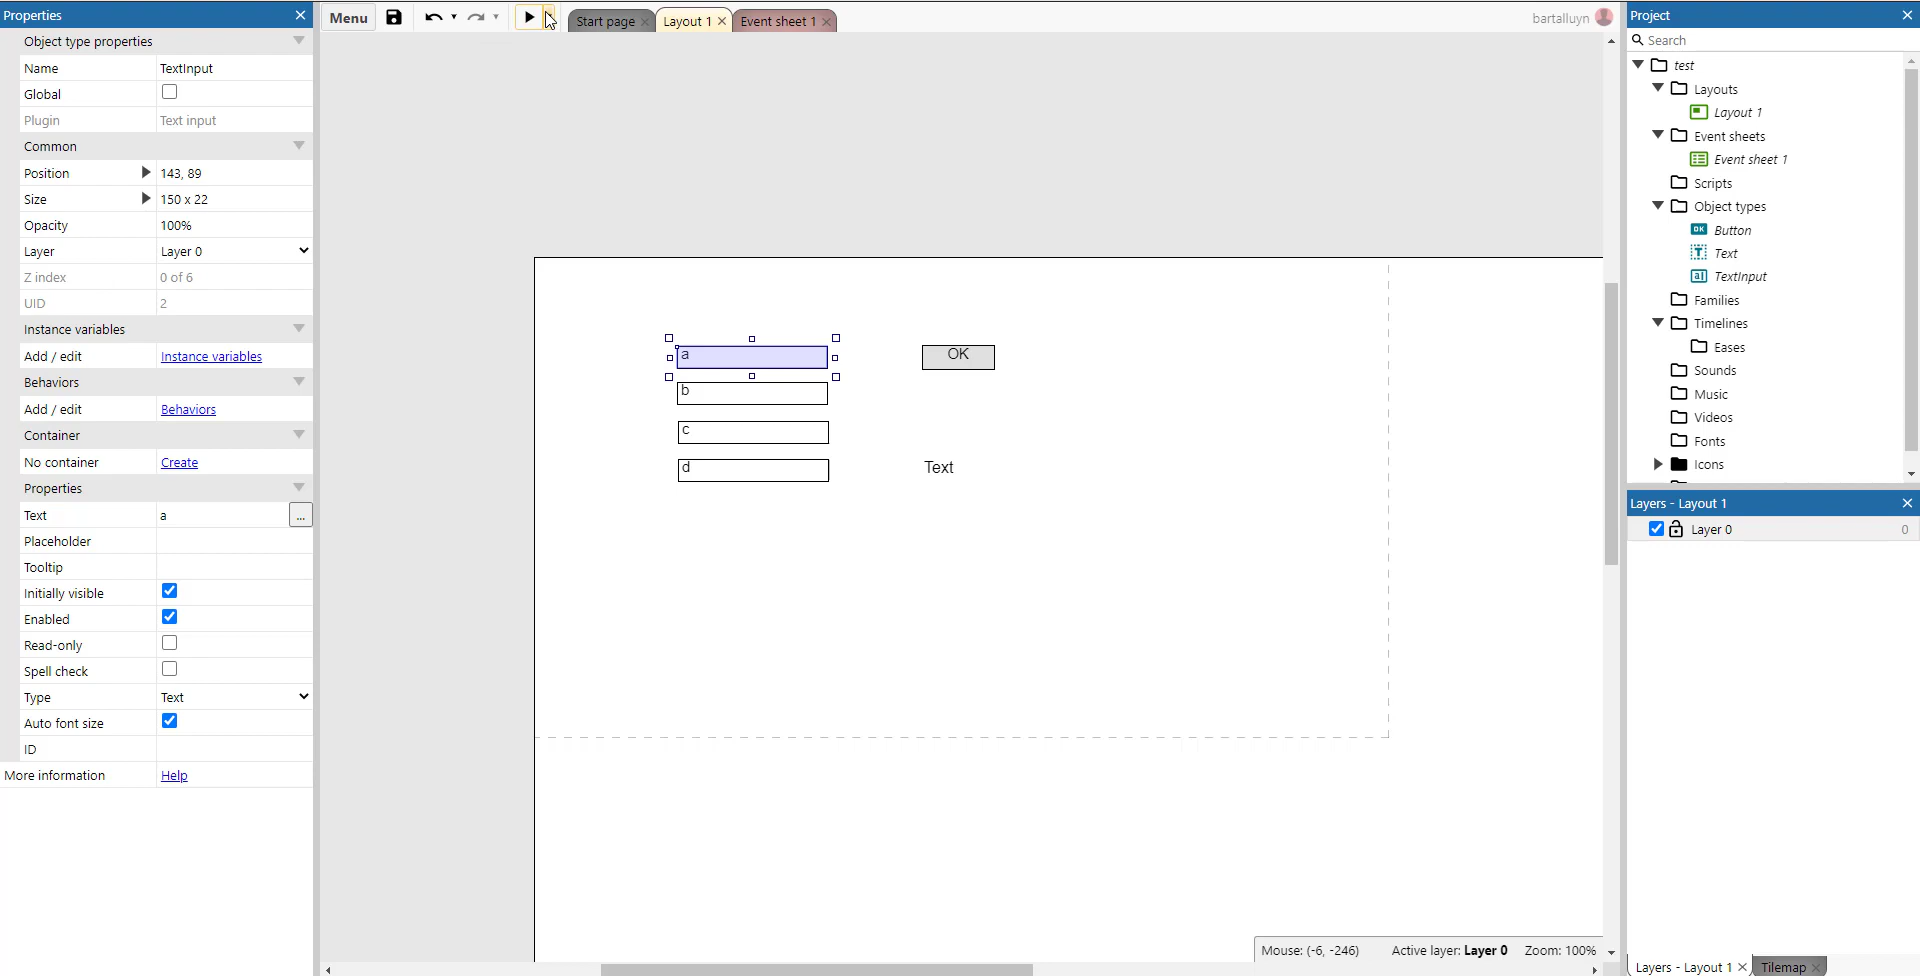 Properties
Object type properties
Name TextInput
Global
Plugin Text input
Common
Position 143, 89
Size 150 x 22
Opacity 100%
Layer Layer 0
Z index 0 of 6
UID 2
Instance variables
Add / edit Instance variables
Behaviors
Add / edit Behaviors
Container
No container Create
Properties
Text a ...
Placeholder
Tooltip
Initially visible
Enabled
Read-only
Spell check
Type Text
Auto font size
ID
More information Help
Menu Start page Layout 1 Event sheet 1 bartalluyn
a OK
b
c
d Text
Mouse: (-6, -246) Active layer: Layer 0 Zoom: 100%
Project
Search
test
Layouts
Layout 1
Event sheets
Event sheet 1
Scripts
Object types
OK Button
T Text
a| TextInput
Families
Timelines
Eases
Sounds
Music
Videos
Fonts
Icons
Layers - Layout 1
Layer 0 0
Layers - Layout 1 Tilemap